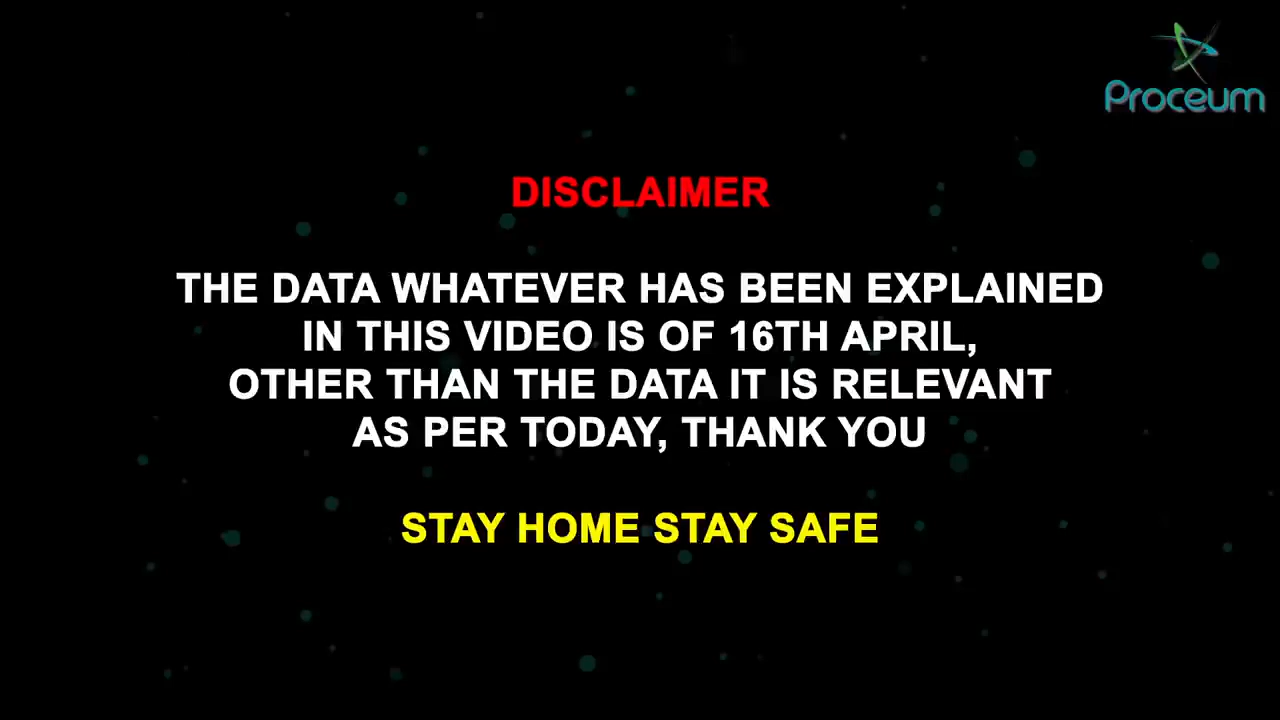 Proceum
DISCLAIMER
THE DATA WHATEVER HAS BEEN EXPLAINED
IN THIS VIDEO IS OF 16TH APRIL,
OTHER THAN THE DATA IT IS RELEVANT
AS PER TODAY, THANK YOU
STAY HOME STAY SAFE